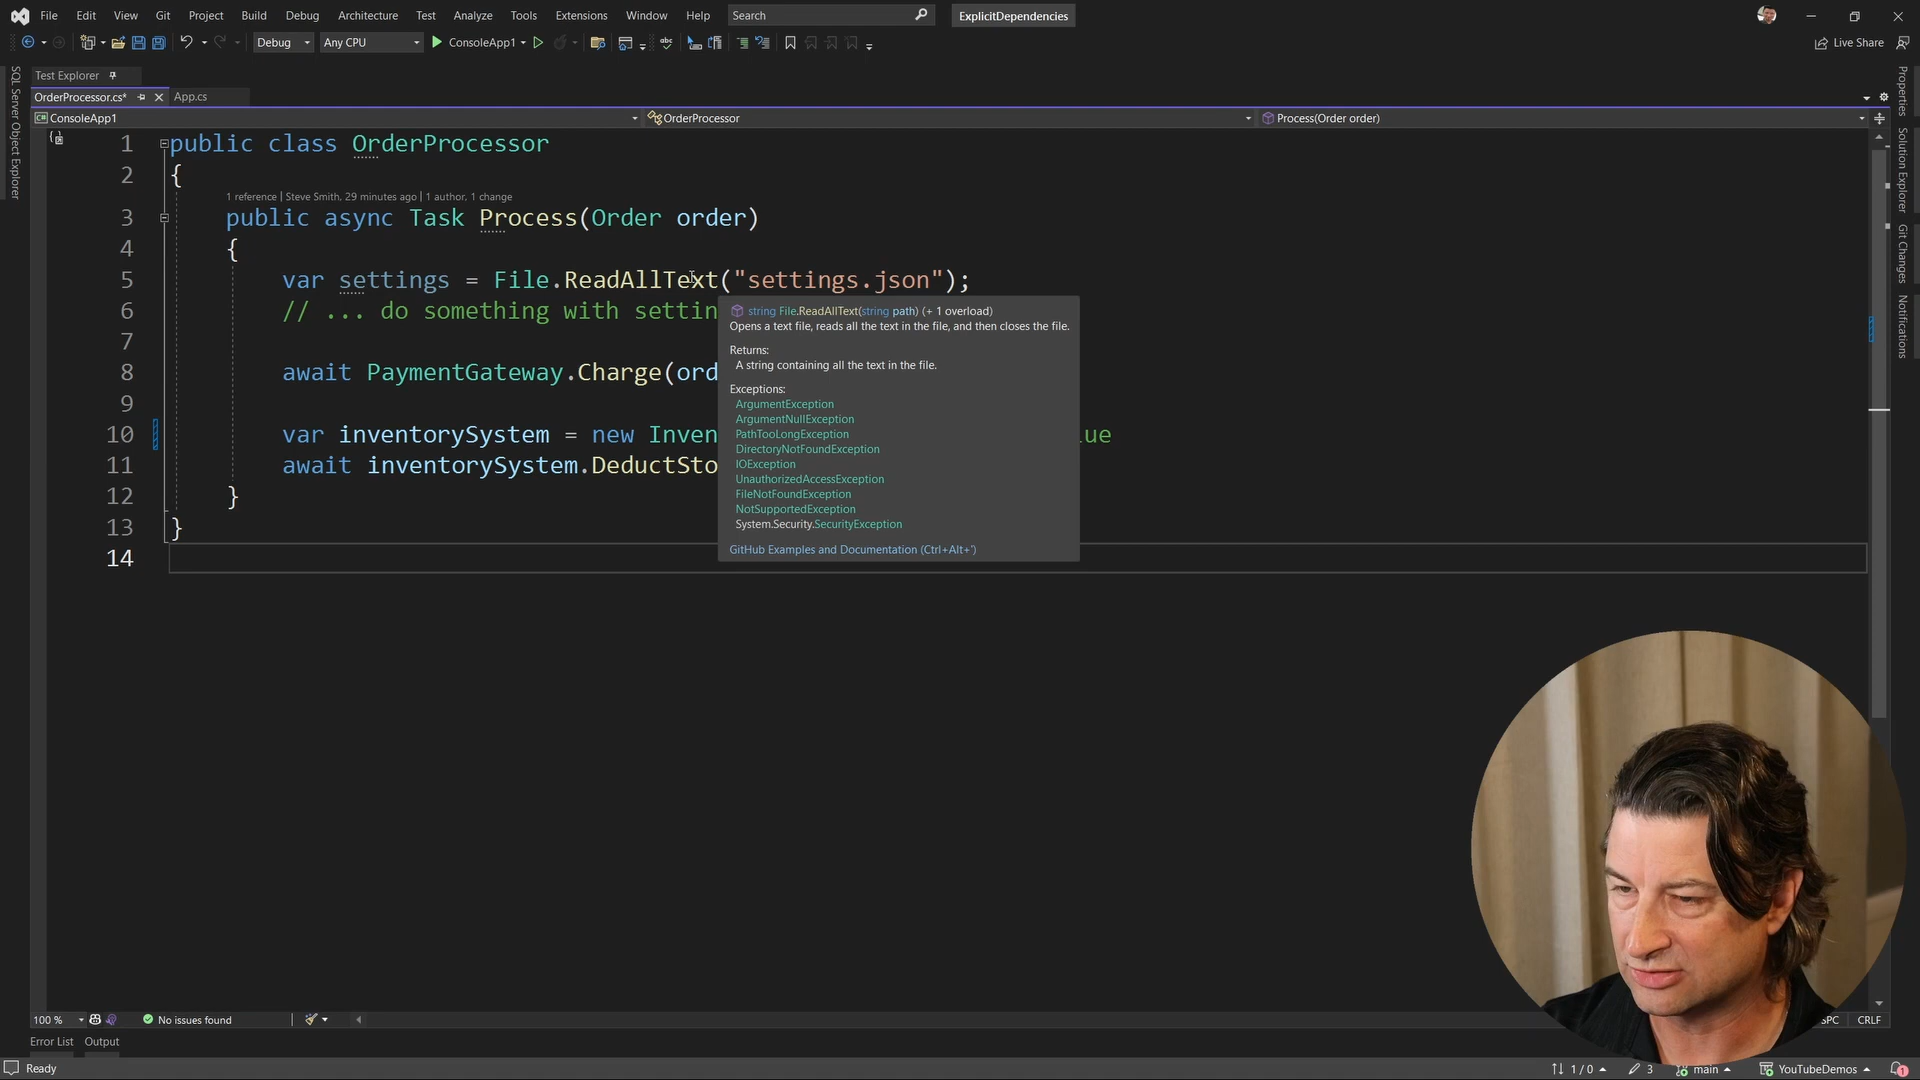 File Edit View Git Project Build Debug Architecture Test Analyze Tools Extensions Window Help Search ExplicitDependencies
Debug Any CPU ConsoleApp1 Live Share
Test Explorer
OrderProcessor.cs* App.cs
ConsoleApp1 OrderProcessor Process(Order order)
SQL Server Object Explorer
1 public class OrderProcessor
2 {
1 reference | Steve Smith, 29 minutes ago | 1 author, 1 change
3 public async Task Process(Order order)
4 {
5 var settings = File.ReadAllText("settings.json");
6 // ... do something with settin
7
8 await PaymentGateway.Charge(ord
9
10 var inventorySystem = new Inven lue
11 await inventorySystem.DeductSto
12 }
13 }
14
string File.ReadAllText(string path) (+ 1 overload)
Opens a text file, reads all the text in the file, and then closes the file.
Returns:
A string containing all the text in the file.
Exceptions:
ArgumentException
ArgumentNullException
PathTooLongException
DirectoryNotFoundException
IOException
UnauthorizedAccessException
FileNotFoundException
NotSupportedException
System.Security.SecurityException
GitHub Examples and Documentation (Ctrl+Alt+')
Properties
Solution Explorer
Git Changes
Notifications
100 % No issues found SPC CRLF
Error List Output
Ready 1 / 0 3 main YouTubeDemos 1